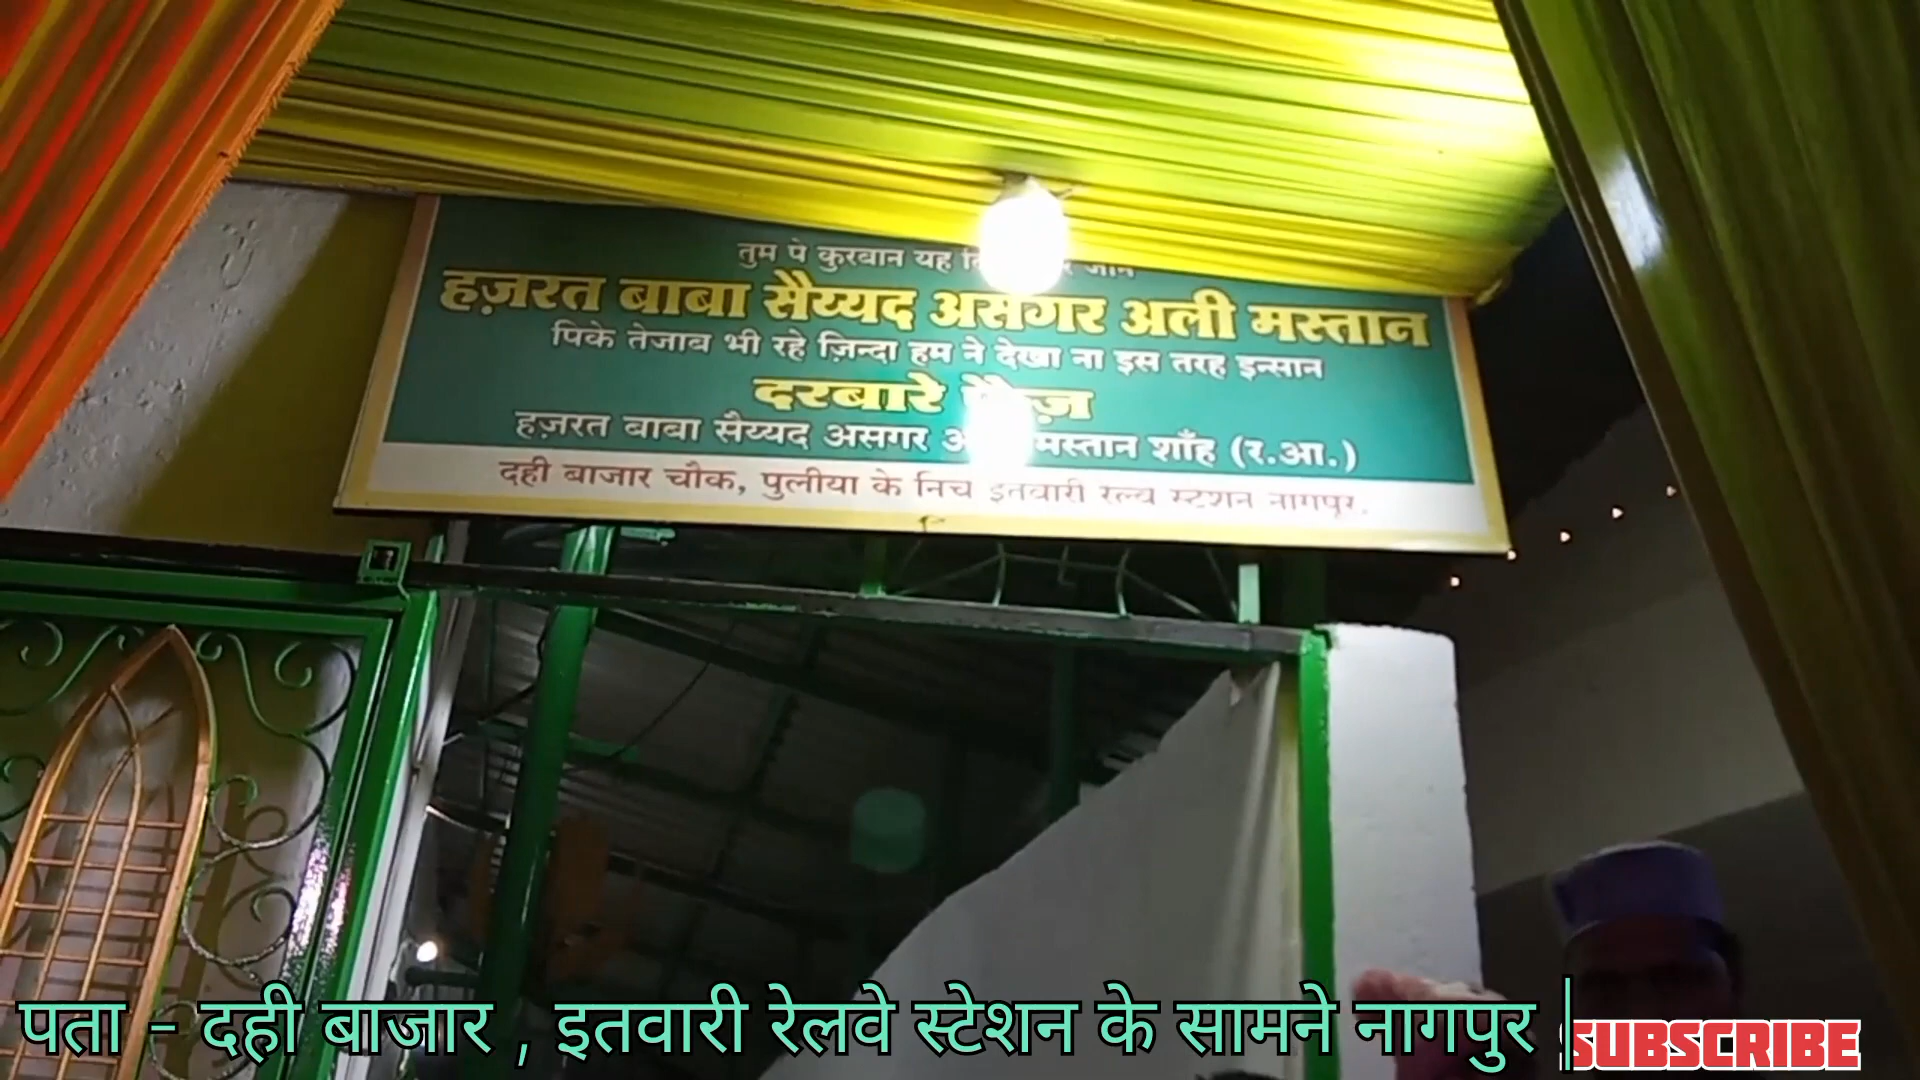 तुम पे कुरबान यह जान
हज़रत बाबा सैय्यद असगर अली मस्तान
पिके तेजाब भी रहे ज़िन्दा हम ने देखा ना इस तरह इन्सान
दरबारे
हज़रत बाबा सैय्यद असगर मस्तान शाँह (र.आ.)
दही बाजार चौक, पुलीया के निच इतवारी रेल्व स्टेशन नागपूर.
पता - दही बाजार , इतवारी रेलवे स्टेशन के सामने नागपुर |
SUBSCRIBE